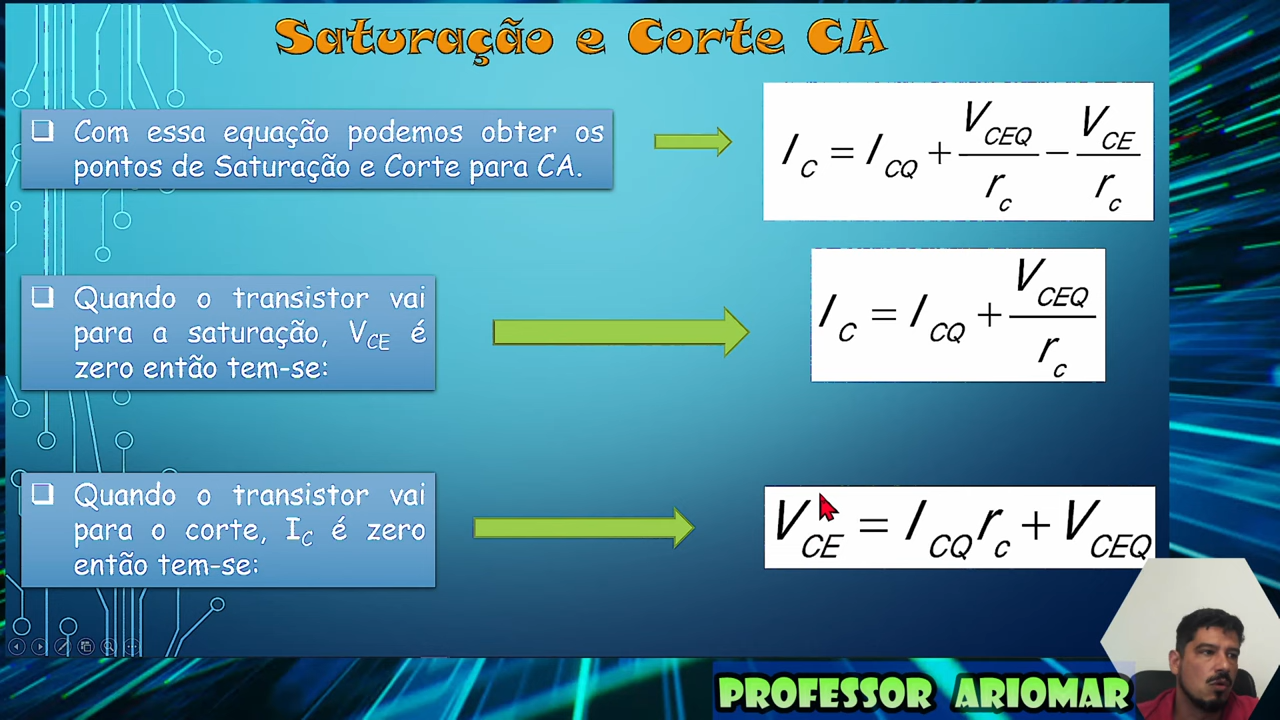 Saturação e Corte CA
❑ Com essa equação podemos obter os
pontos de Saturação e Corte para CA.
I_C = I_CQ + V_CEQ / r_c − V_CE / r_c
❑ Quando o transistor vai
para a saturação, V_CE é
zero então tem-se:
I_C = I_CQ + V_CEQ / r_c
❑ Quando o transistor vai
para o corte, I_C é zero
então tem-se:
V_CE = I_CQ r_c + V_CEQ
PROFESSOR ARIOMAR